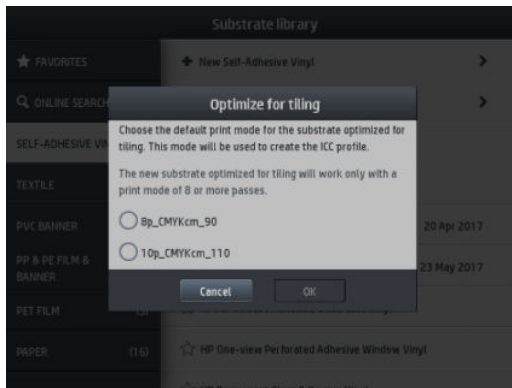 Substrate library
FAVORITES
New Self-Adhesive Vinyl
ONLINE SEARCH
Optimize for tiling
Choose the default print mode for the substrate optimized for
tiling. This mode will be used to create the ICC profile.
SELF-ADHESIVE VIN
The new substrate optimized for tiling will work only with a
print mode of 8 or more passes.
TEXTILE
8p_CMYKcm_90
PVC BANNER
20 Apr 2017
10p_CMYKcm_110
PP & PE FILM &
BANNER
23 May 2017
Cancel
OK
PET FILM
PAPER
(16)
HP One-view Perforated Adhesive Window Vinyl